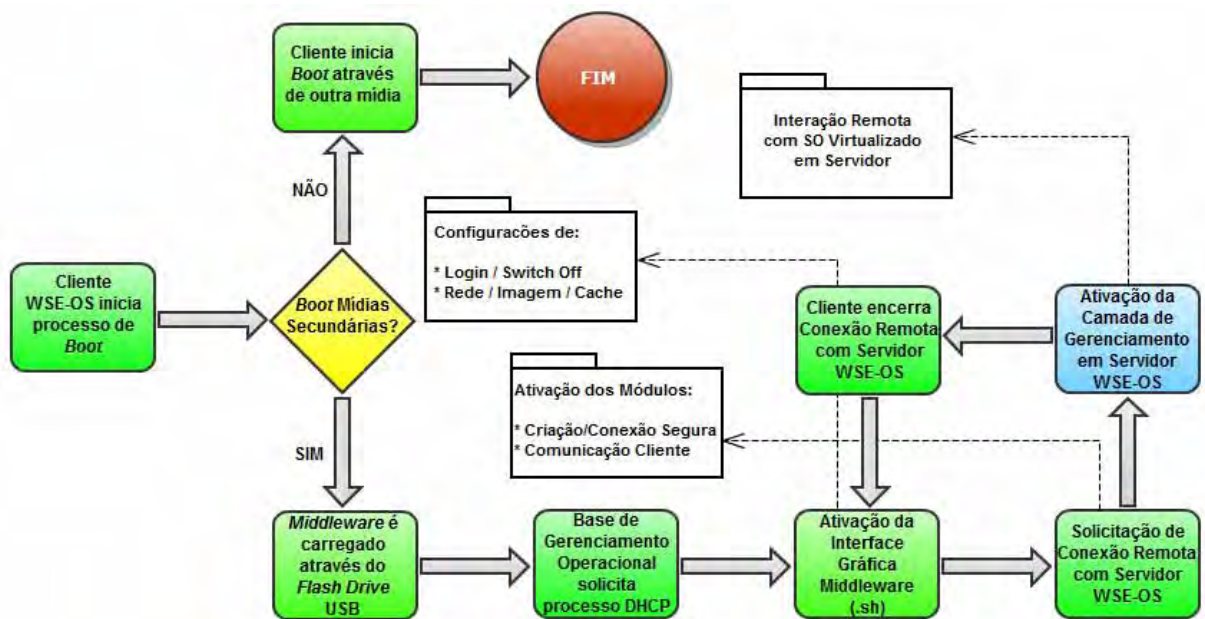 Cliente inicia
Boot através
de outra mídia
FIM
Interação Remota
com SO Virtualizado
em Servidor
NÃO
Configurações de:
* Login / Switch Off
* Rede / Imagem / Cache
Cliente
WSE-OS inicia
processo de
Boot
Boot Mídias
Secundárias?
Cliente encerra
Conexão Remota
com Servidor
WSE-OS
Ativação da
Camada de
Gerenciamento
em Servidor
WSE-OS
Ativação dos Módulos:
* Criação/Conexão Segura
* Comunicação Cliente
SIM
Middleware é
carregado
através do
Flash Drive
USB
Base de
Gerenciamento
Operacional
solicita
processo DHCP
Ativação da
Interface
Gráfica
Middleware
(.sh)
Solicitação de
Conexão Remota
com Servidor
WSE-OS